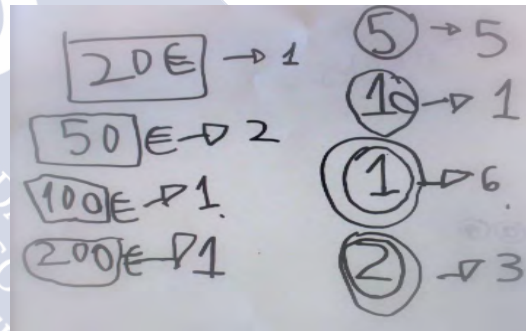 20€ → 1
50€ → 2
100€ → 1.
200€ → 1
5 → 5
10 → 1
1 → 6.
2 → 3